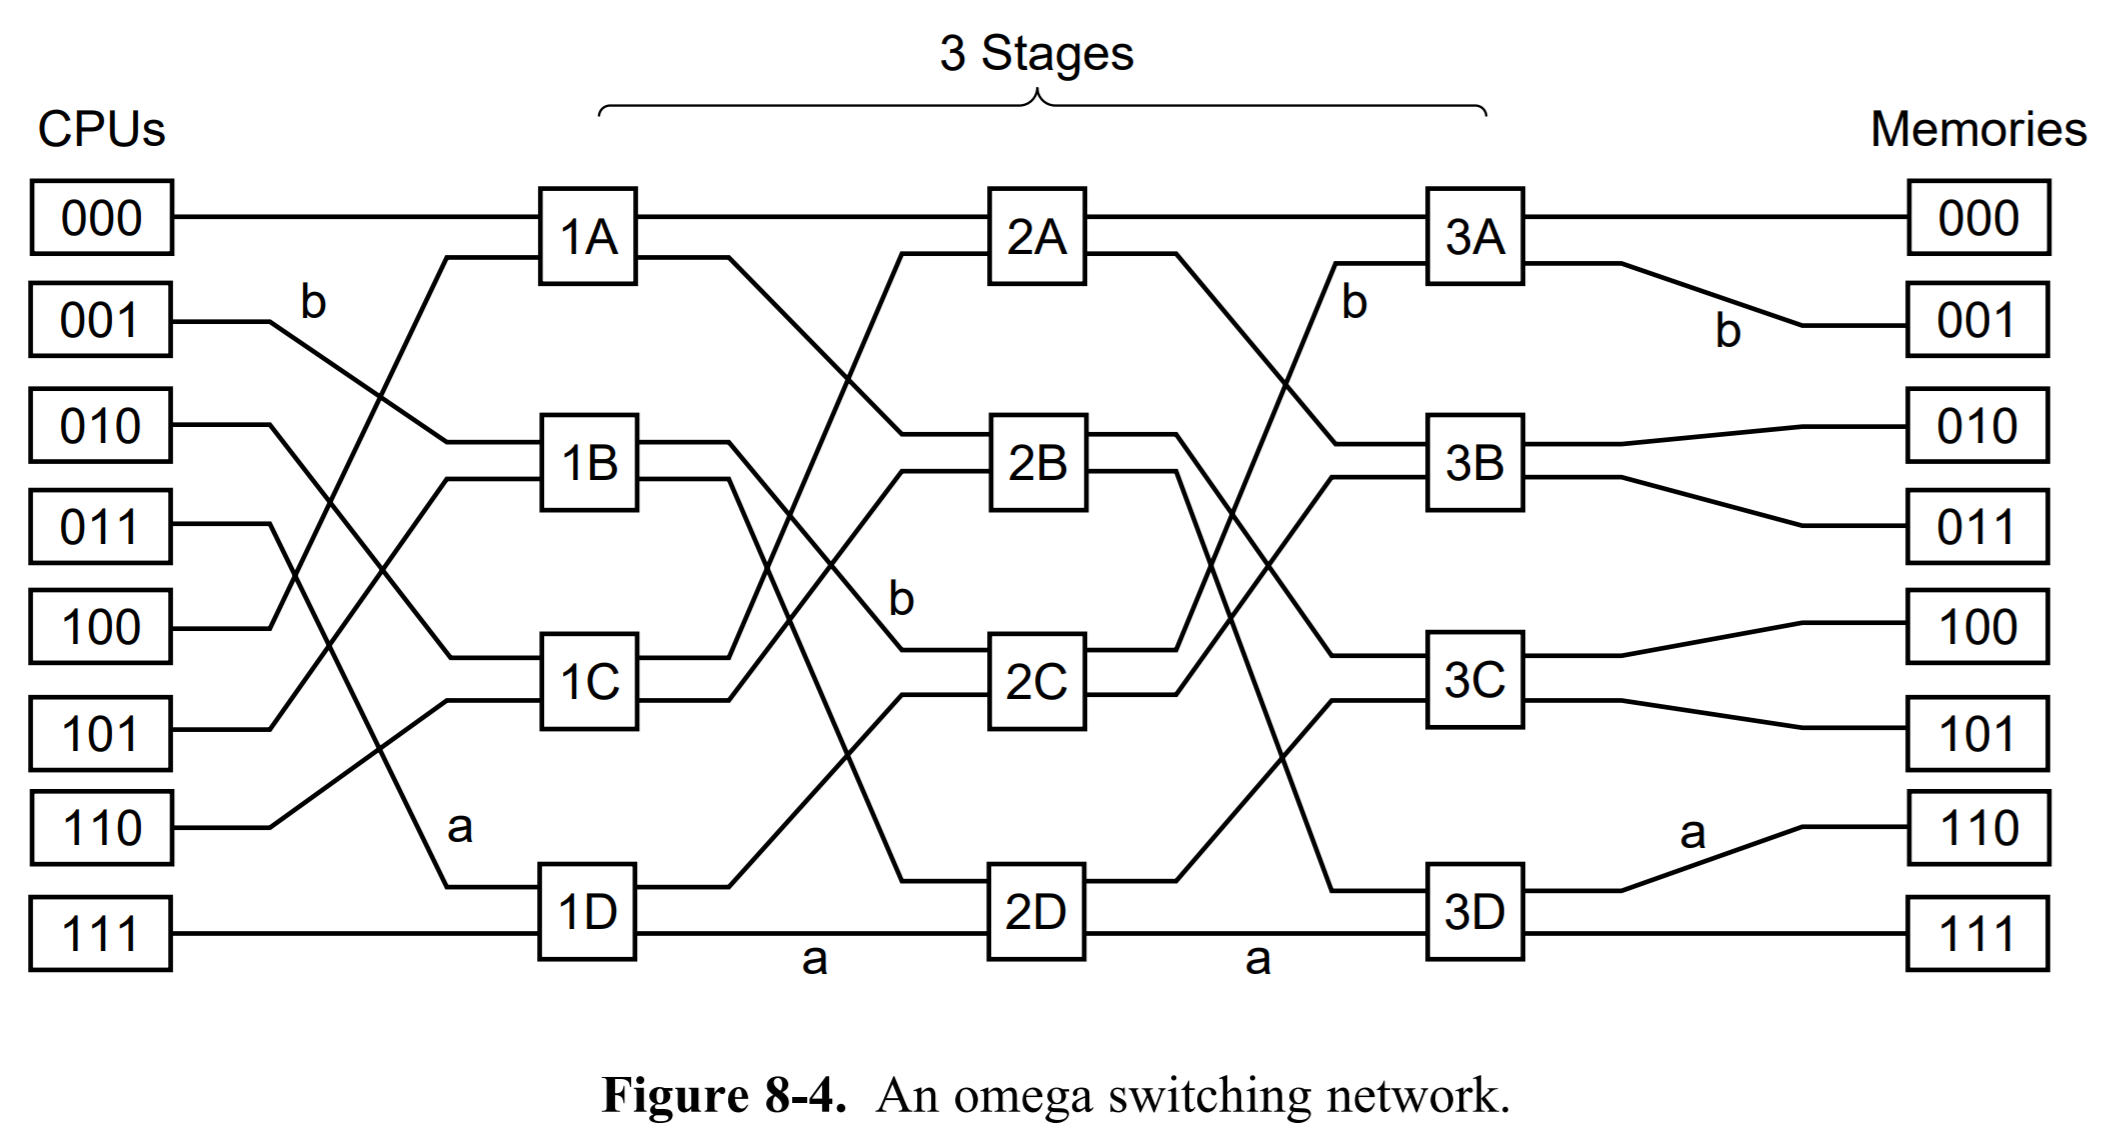 3 Stages
CPUs
Memories
000
1A
2A
3A
000
001
b
b
b
001
010
1B
2B
3B
010
011
011
100
b
100
1C
2C
3C
101
101
110
a
a
110
111
1D
2D
3D
111
a
a
Figure 8-4. An omega switching network.